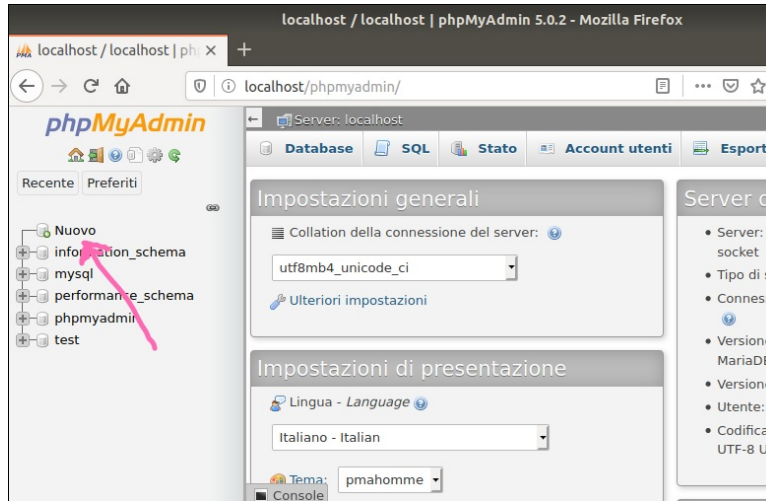 localhost / localhost | phpMyAdmin 5.0.2 - Mozilla Firefox
localhost / localhost | ph
localhost/phpmyadmin/
phpMyAdmin
Recente Preferiti
Nuovo
information_schema
mysql
performance_schema
phpmyadmin
test
Server: localhost
Database SQL Stato Account utenti Esport
Impostazioni generali
Collation della connessione del server:
utf8mb4_unicode_ci
Ulteriori impostazioni
Impostazioni di presentazione
Lingua - Language
Italiano - Italian
Tema: pmahomme
Console
Server d
Server:
socket
Tipo di s
Conness
Versione
MariaDB
Versione
Utente:
Codifica
UTF-8 U